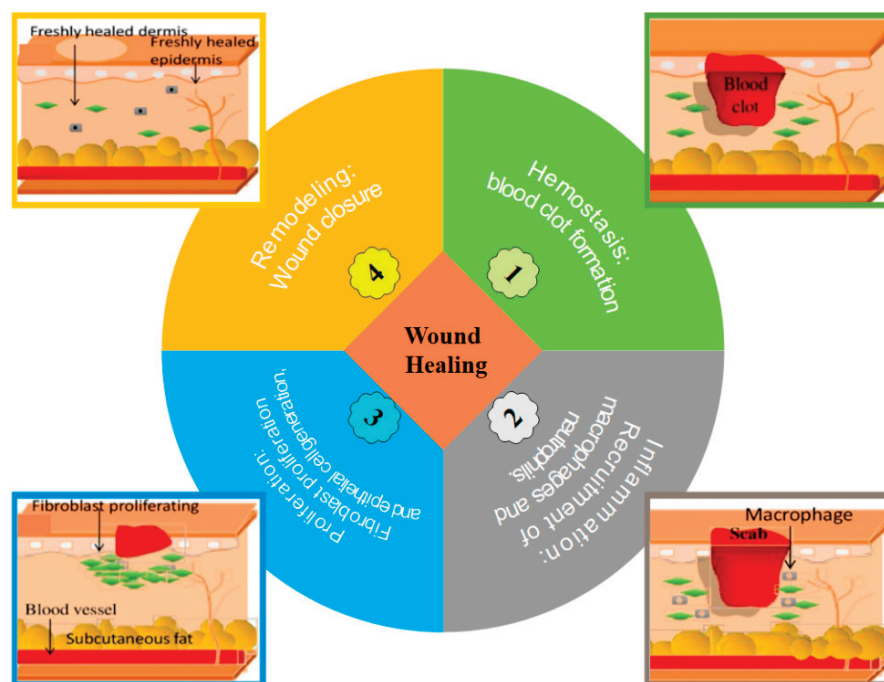 Freshly healed dermis
Freshly healed
epidermis
Blood
clot
Remodeling:
Wound closure
4
Hemostasis:
blood clot formation
1
Wound
Healing
3
Proliferation:
Fibroblast proliferation
and epithelial cell generation,
2
Inflammation:
Recruitment of
macrophages and
neutrophils.
Fibroblast proliferating
Blood vessel
Subcutaneous fat
Macrophage
Scab